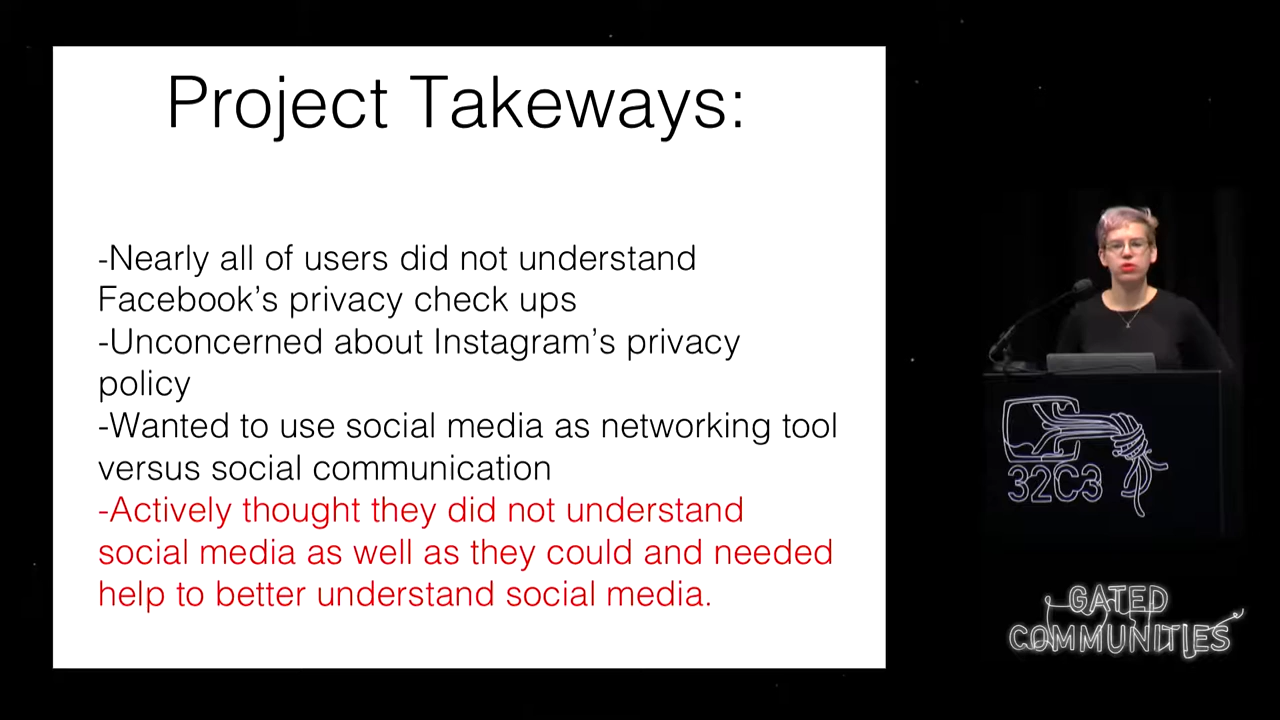 Project Takeways:
-Nearly all of users did not understand
Facebook’s privacy check ups
-Unconcerned about Instagram’s privacy
policy
-Wanted to use social media as networking tool
versus social communication
-Actively thought they did not understand
social media as well as they could and needed
help to better understand social media.
32C3
GATED
COMMUNITIES